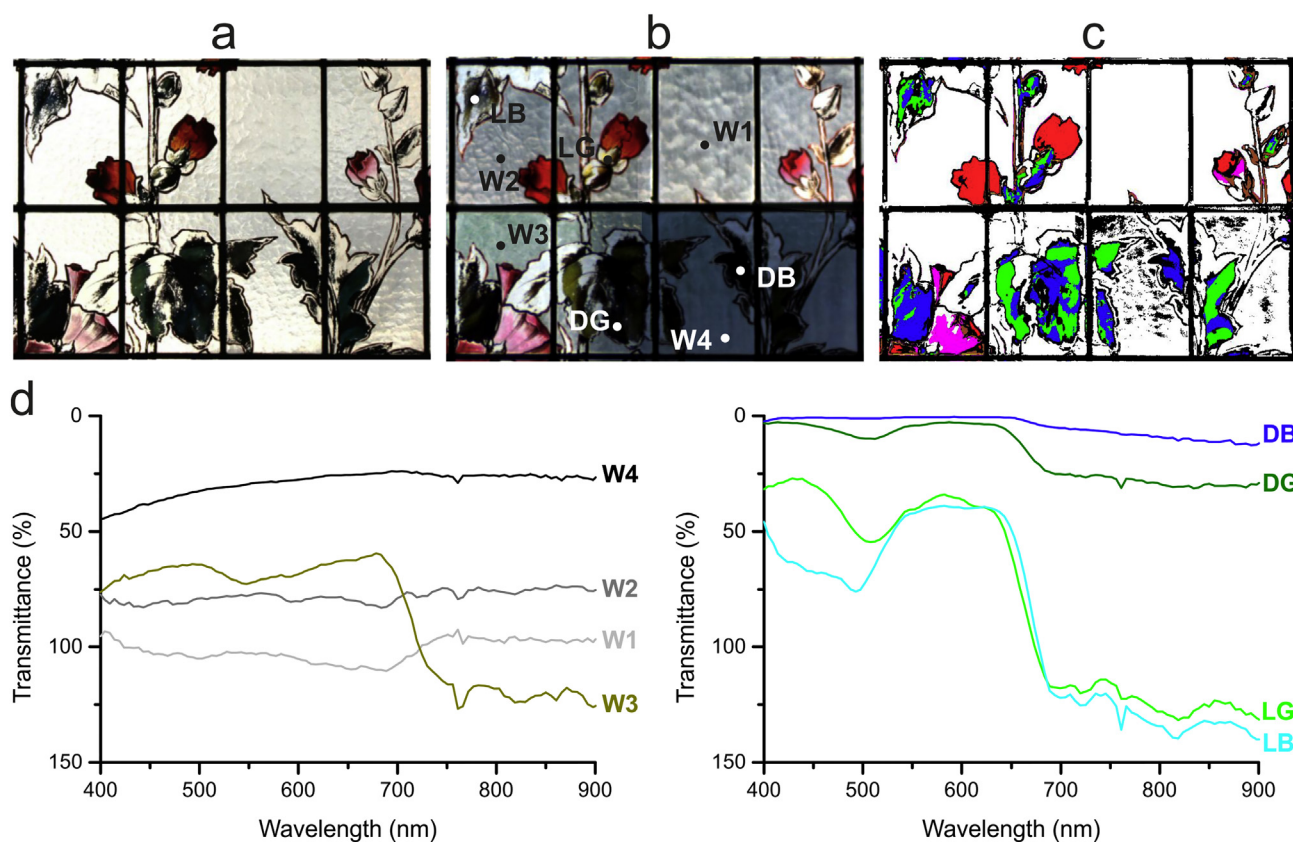 a b c
LB
W1
LG
W2
W3
DB
DG
W4
d
0
50
100
150
400 500 600 700 800 900
Transmittance (%)
Wavelength (nm)
W4
W2
W1
W3
0
50
100
150
400 500 600 700 800 900
Transmittance (%)
Wavelength (nm)
DB
DG
LG
LB